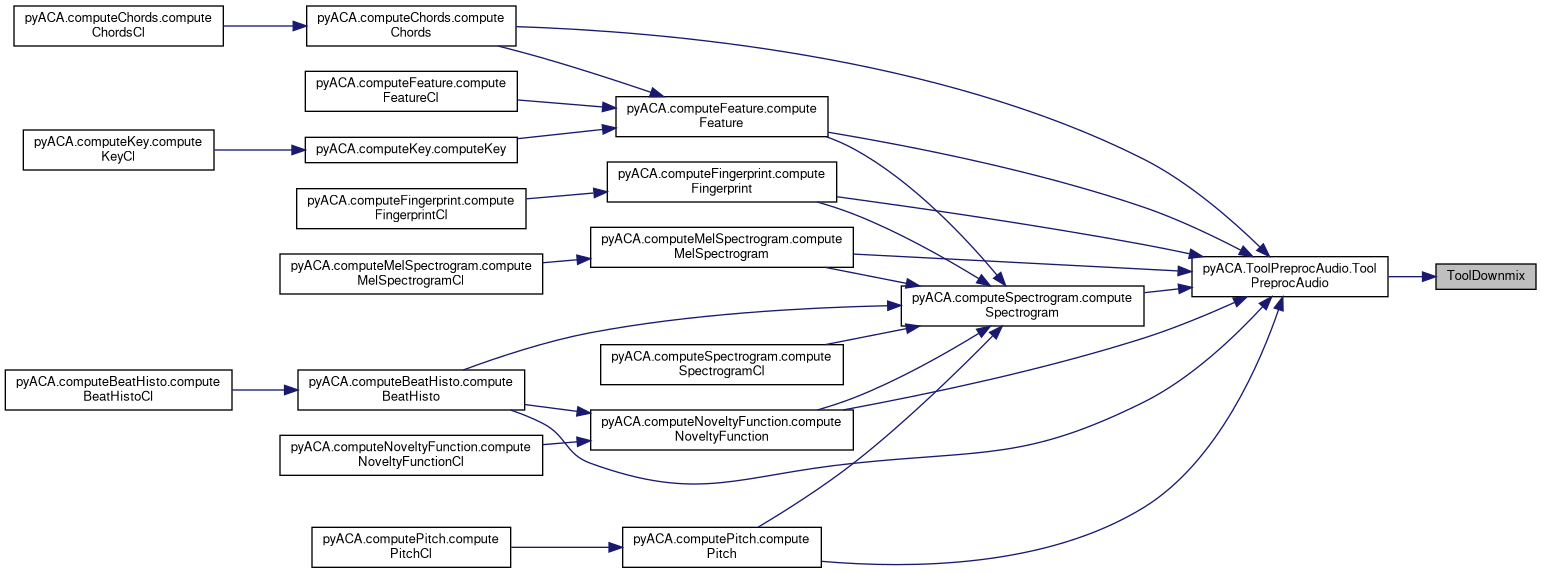 pyACA.computeChords.compute
ChordsCl
pyACA.computeChords.compute
Chords
pyACA.computeFeature.compute
FeatureCl
pyACA.computeFeature.compute
Feature
pyACA.computeKey.compute
KeyCl
pyACA.computeKey.computeKey
pyACA.computeFingerprint.compute
Fingerprint
pyACA.computeFingerprint.compute
FingerprintCl
pyACA.computeMelSpectrogram.compute
MelSpectrogram
pyACA.computeMelSpectrogram.compute
MelSpectrogramCl
pyACA.ToolPreprocAudio.Tool
PreprocAudio
ToolDownmix
pyACA.computeSpectrogram.compute
Spectrogram
pyACA.computeSpectrogram.compute
SpectrogramCl
pyACA.computeBeatHisto.compute
BeatHistoCl
pyACA.computeBeatHisto.compute
BeatHisto
pyACA.computeNoveltyFunction.compute
NoveltyFunction
pyACA.computeNoveltyFunction.compute
NoveltyFunctionCl
pyACA.computePitch.compute
PitchCl
pyACA.computePitch.compute
Pitch